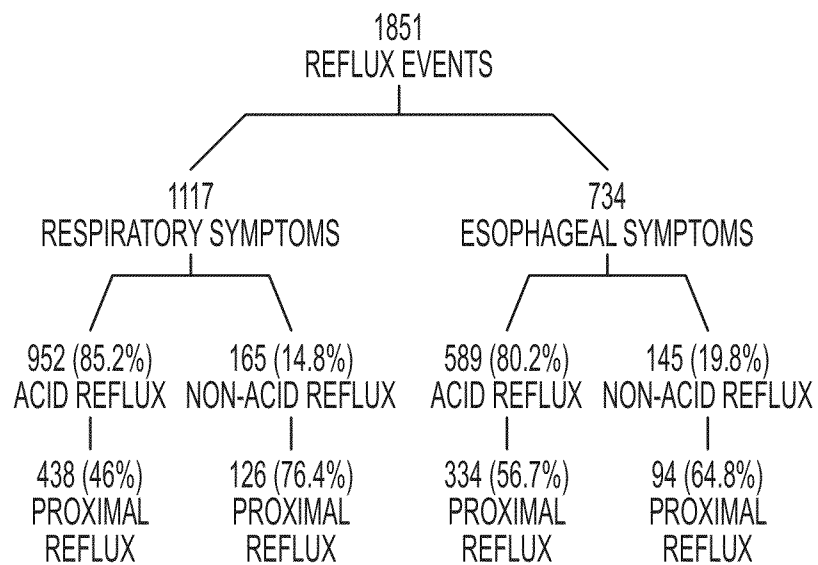 1851
REFLUX EVENTS
1117
RESPIRATORY SYMPTOMS
734
ESOPHAGEAL SYMPTOMS
952 (85.2%)
ACID REFLUX
165 (14.8%)
NON-ACID REFLUX
589 (80.2%)
ACID REFLUX
145 (19.8%)
NON-ACID REFLUX
438 (46%)
PROXIMAL
REFLUX
126 (76.4%)
PROXIMAL
REFLUX
334 (56.7%)
PROXIMAL
REFLUX
94 (64.8%)
PROXIMAL
REFLUX